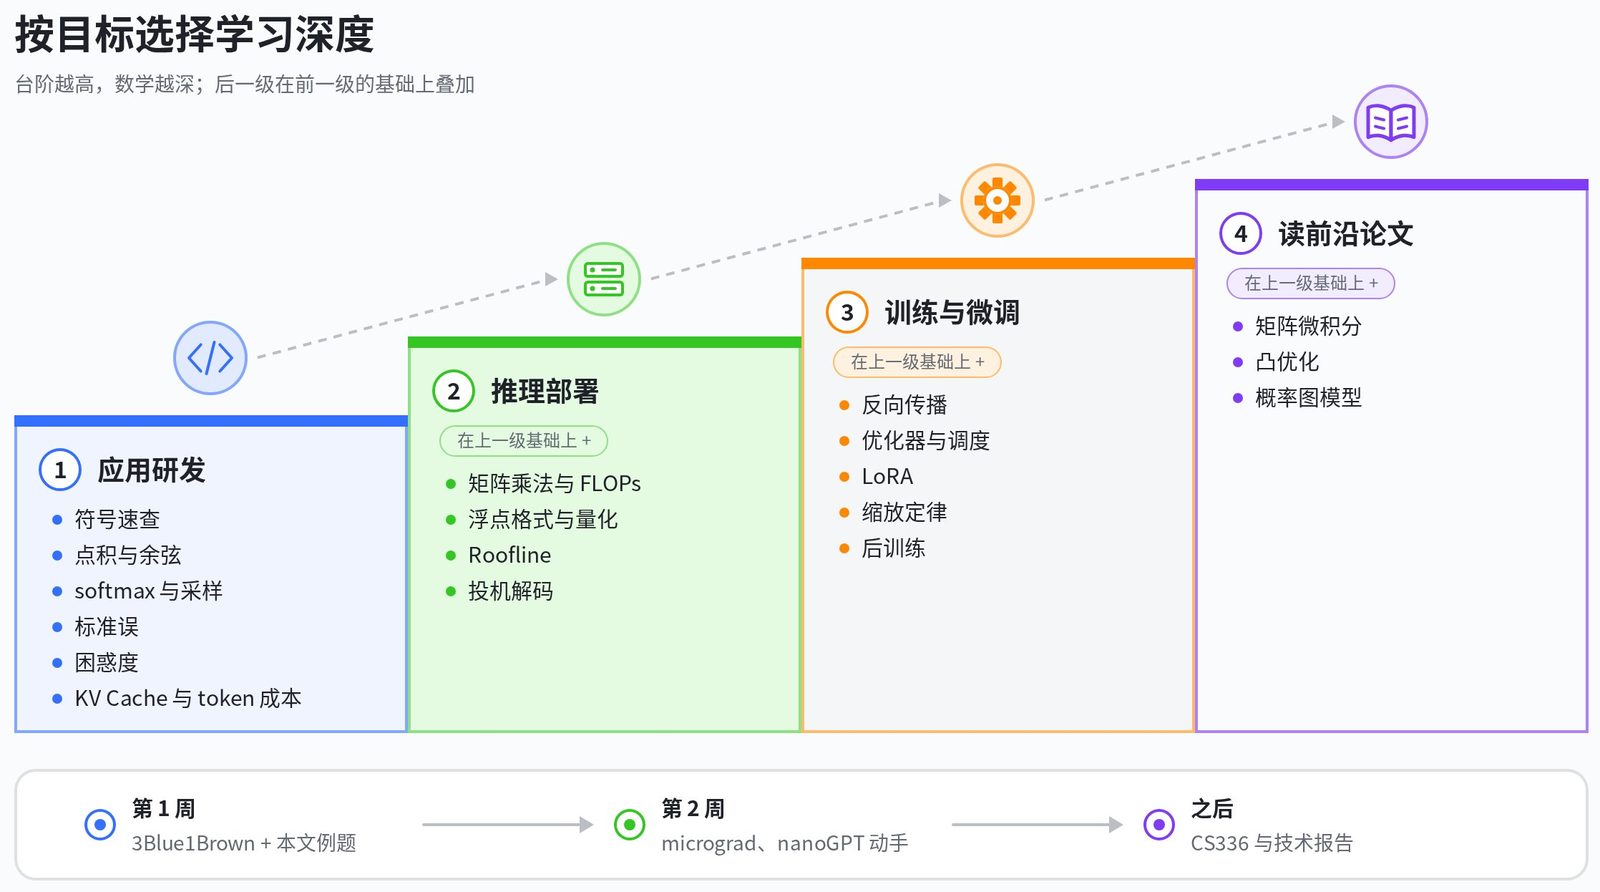 按目标选择学习深度
台阶越高，数学越深；后一级在前一级的基础上叠加
1 应用研发
符号速查
点积与余弦
softmax 与采样
标准误
困惑度
KV Cache 与 token 成本
2 推理部署
在上一级基础上 +
矩阵乘法与 FLOPs
浮点格式与量化
Roofline
投机解码
3 训练与微调
在上一级基础上 +
反向传播
优化器与调度
LoRA
缩放定律
后训练
4 读前沿论文
在上一级基础上 +
矩阵微积分
凸优化
概率图模型
第 1 周
3Blue1Brown + 本文例题
第 2 周
micrograd、nanoGPT 动手
之后
CS336 与技术报告